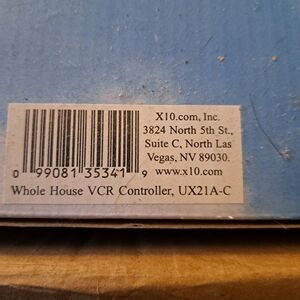 X10.com, Inc.
3824 North 5th St.,
Suite C, North Las
Vegas, NV 89030.
www.x10.com
0 99081 35341 9
Whole House VCR Controller, UX21A-C